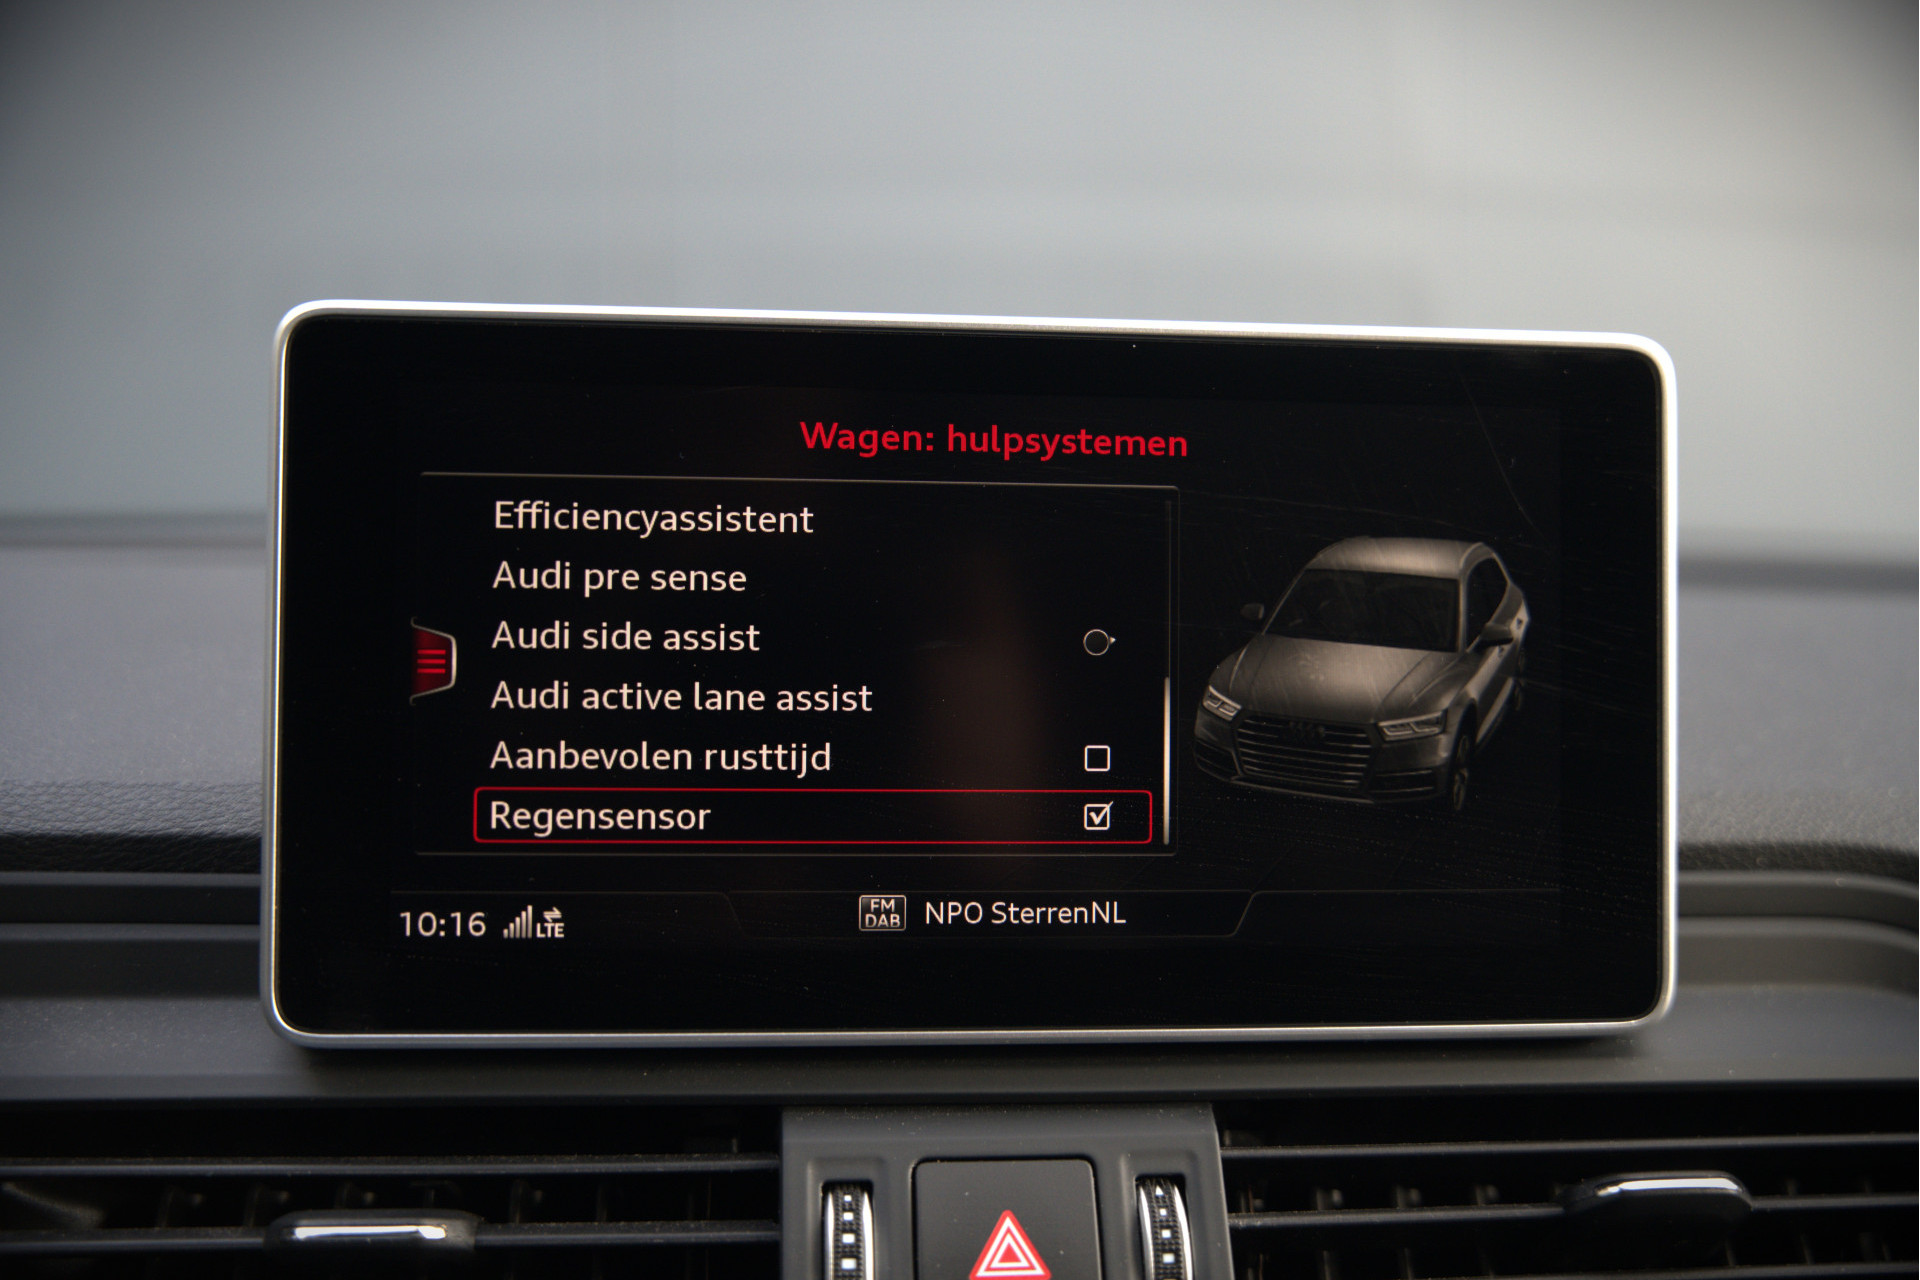 Wagen: hulpsystemen
Efficiencyassistent
Audi pre sense
Audi side assist
Audi active lane assist
Aanbevolen rusttijd
Regensensor
10:16 LTE
FM DAB NPO SterrenNL